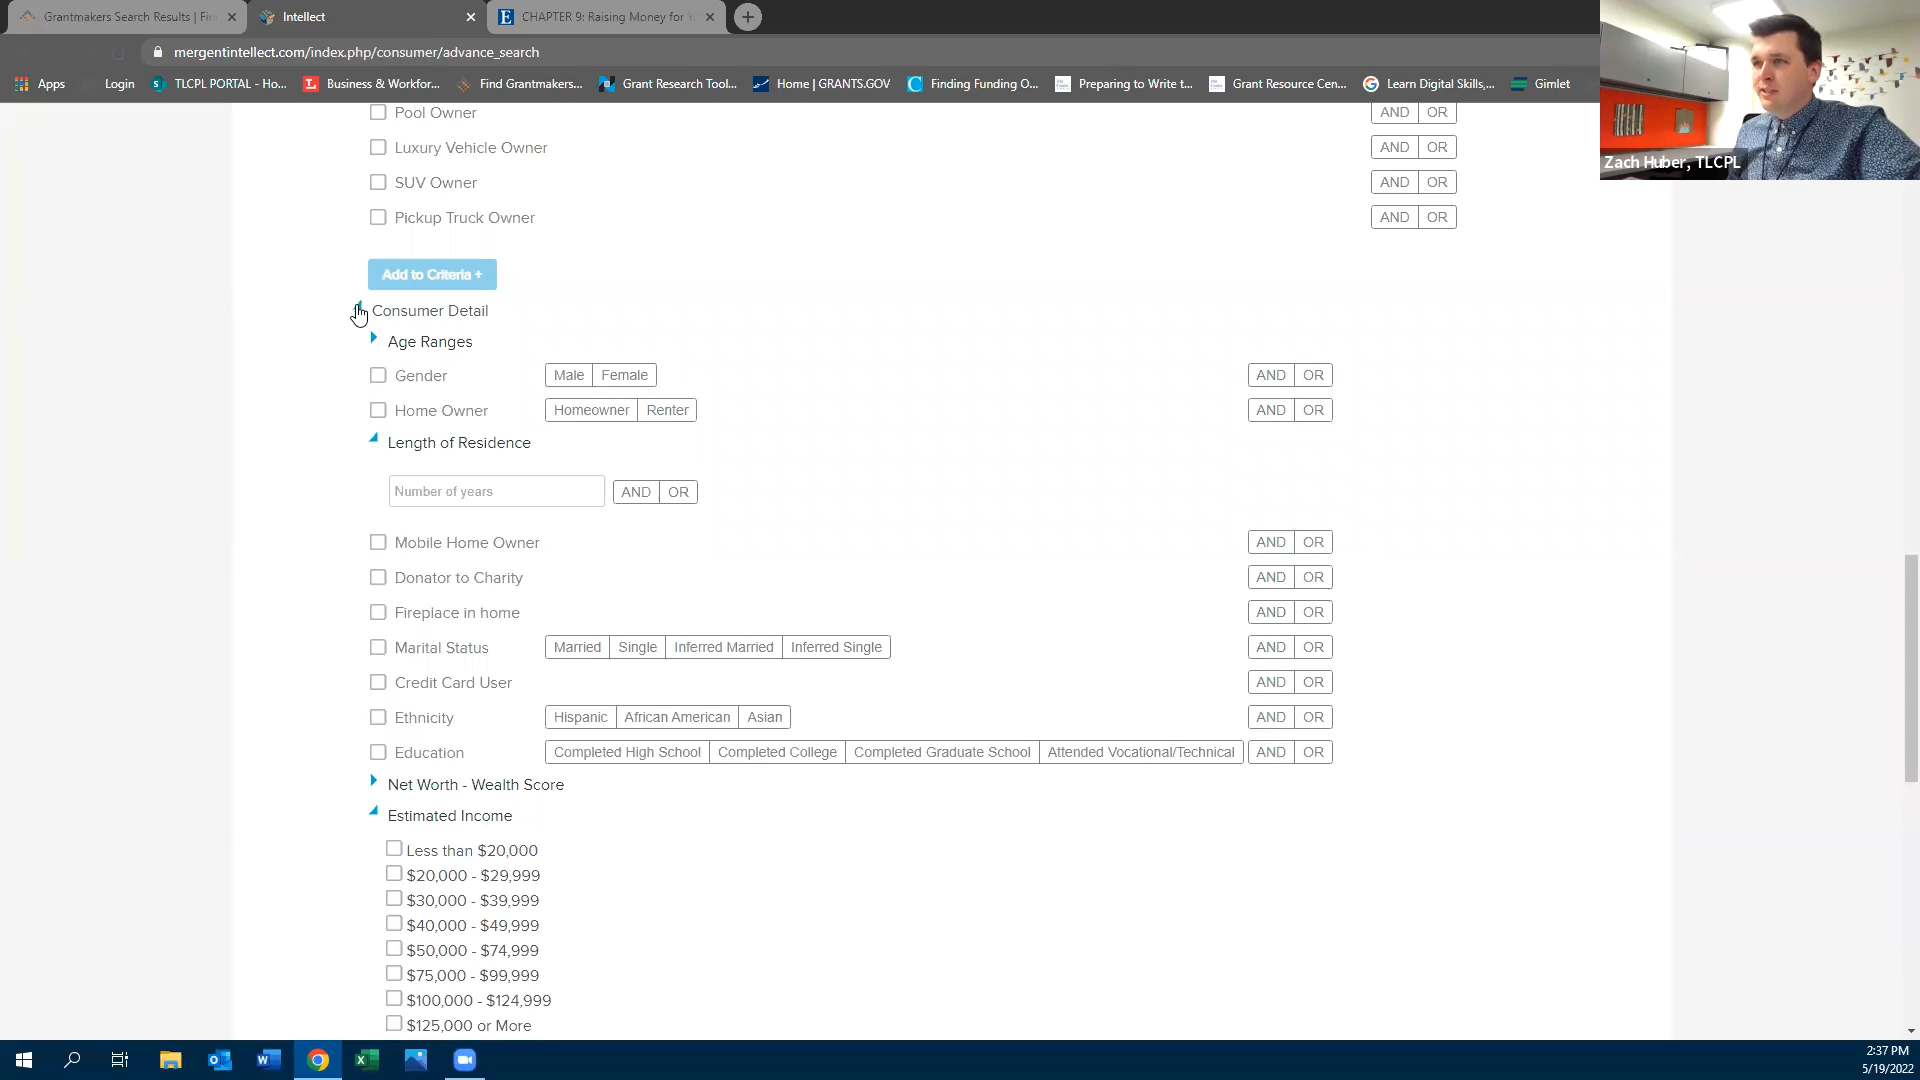 Grantmakers Search Results | Fin
Intellect
CHAPTER 9: Raising Money for
mergentintellect.com/index.php/consumer/advance_search
Apps
Login
TLCPL PORTAL - Ho...
Business & Workfor...
Find Grantmakers...
Grant Research Tool...
Home | GRANTS.GOV
Finding Funding O...
Preparing to Write t...
Grant Resource Cen...
Learn Digital Skills,...
Gimlet
Zach Huber, TLCPL
Pool Owner AND OR
Luxury Vehicle Owner AND OR
SUV Owner AND OR
Pickup Truck Owner AND OR
Add to Criteria +
Consumer Detail
Age Ranges
Gender Male Female AND OR
Home Owner Homeowner Renter AND OR
Length of Residence
Number of years AND OR
Mobile Home Owner AND OR
Donator to Charity AND OR
Fireplace in home AND OR
Marital Status Married Single Inferred Married Inferred Single AND OR
Credit Card User AND OR
Ethnicity Hispanic African American Asian AND OR
Education Completed High School Completed College Completed Graduate School Attended Vocational/Technical AND OR
Net Worth - Wealth Score
Estimated Income
Less than $20,000
$20,000 - $29,999
$30,000 - $39,999
$40,000 - $49,999
$50,000 - $74,999
$75,000 - $99,999
$100,000 - $124,999
$125,000 or More
2:37 PM
5/19/2022